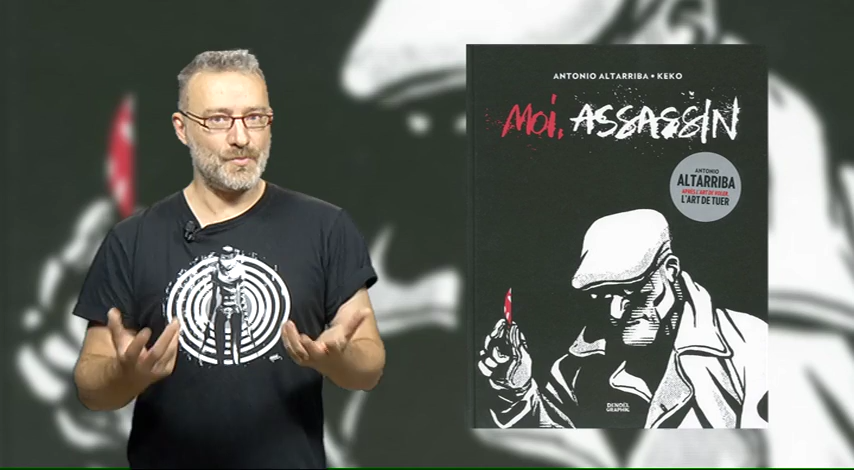 ANTONIO ALTARRIBA • KEKO
MOi, ASSASSIN
ANTONIO
ALTARRIBA
APRÈS L'ART DE VOLER,
L'ART DE TUER
DENOËL
GRAPHIC